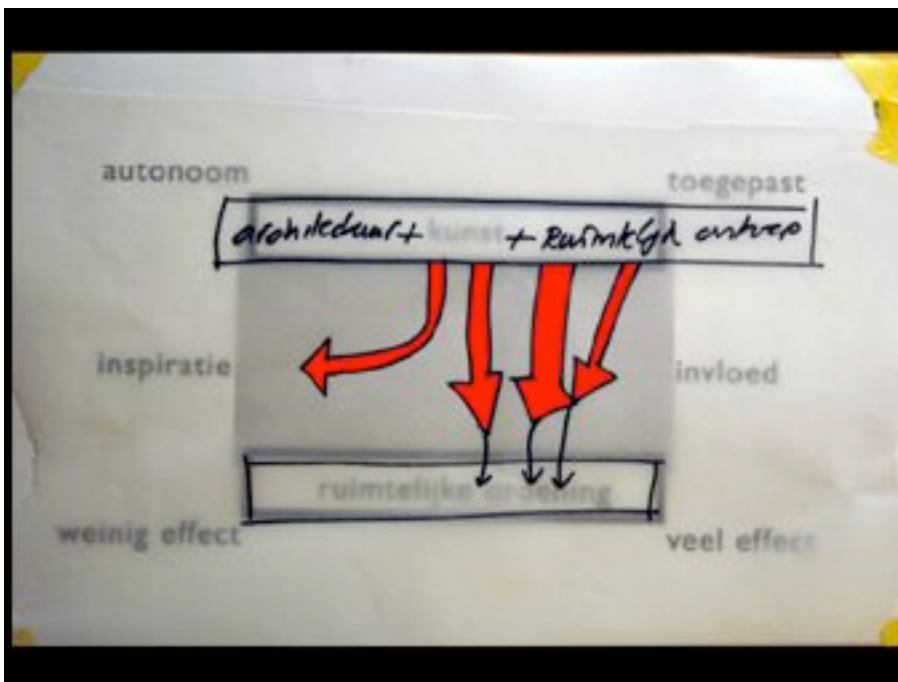 autonoom
toegepast
architectuur + kunst + Ruimtelijk ontwerp
inspiratie
invloed
ruimtelijke ordening
weinig effect
veel effect